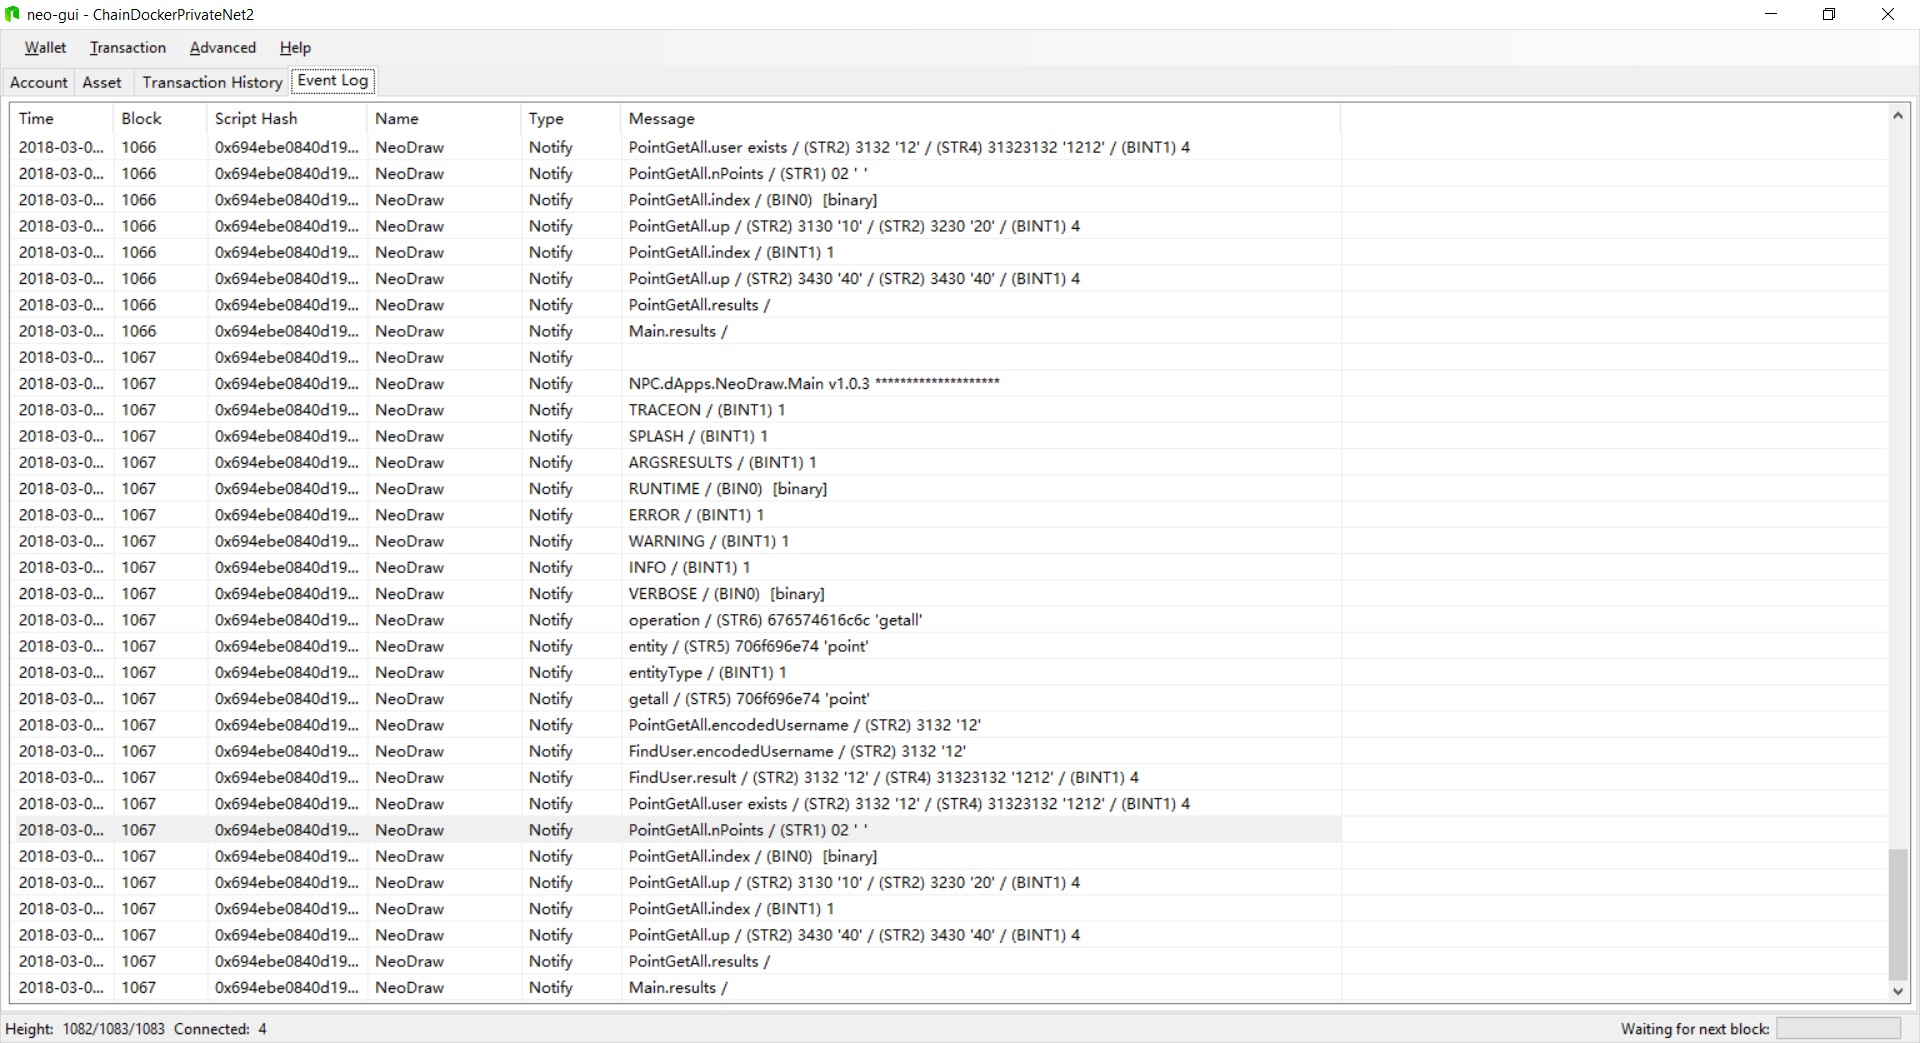 neo-gui - ChainDockerPrivateNet2
Wallet Transaction Advanced Help
Account Asset Transaction History Event Log
Time Block Script Hash Name Type Message
2018-03-0... 1066 0x694ebe0840d19... NeoDraw Notify PointGetAll.user exists / (STR2) 3132 '12' / (STR4) 31323132 '1212' / (BINT1) 4
2018-03-0... 1066 0x694ebe0840d19... NeoDraw Notify PointGetAll.nPoints / (STR1) 02 ' '
2018-03-0... 1066 0x694ebe0840d19... NeoDraw Notify PointGetAll.index / (BIN0)  [binary]
2018-03-0... 1066 0x694ebe0840d19... NeoDraw Notify PointGetAll.up / (STR2) 3130 '10' / (STR2) 3230 '20' / (BINT1) 4
2018-03-0... 1066 0x694ebe0840d19... NeoDraw Notify PointGetAll.index / (BINT1) 1
2018-03-0... 1066 0x694ebe0840d19... NeoDraw Notify PointGetAll.up / (STR2) 3430 '40' / (STR2) 3430 '40' / (BINT1) 4
2018-03-0... 1066 0x694ebe0840d19... NeoDraw Notify PointGetAll.results /
2018-03-0... 1066 0x694ebe0840d19... NeoDraw Notify Main.results /
2018-03-0... 1067 0x694ebe0840d19... NeoDraw Notify
2018-03-0... 1067 0x694ebe0840d19... NeoDraw Notify NPC.dApps.NeoDraw.Main v1.0.3 ********************
2018-03-0... 1067 0x694ebe0840d19... NeoDraw Notify TRACEON / (BINT1) 1
2018-03-0... 1067 0x694ebe0840d19... NeoDraw Notify SPLASH / (BINT1) 1
2018-03-0... 1067 0x694ebe0840d19... NeoDraw Notify ARGSRESULTS / (BINT1) 1
2018-03-0... 1067 0x694ebe0840d19... NeoDraw Notify RUNTIME / (BIN0)  [binary]
2018-03-0... 1067 0x694ebe0840d19... NeoDraw Notify ERROR / (BINT1) 1
2018-03-0... 1067 0x694ebe0840d19... NeoDraw Notify WARNING / (BINT1) 1
2018-03-0... 1067 0x694ebe0840d19... NeoDraw Notify INFO / (BINT1) 1
2018-03-0... 1067 0x694ebe0840d19... NeoDraw Notify VERBOSE / (BIN0)  [binary]
2018-03-0... 1067 0x694ebe0840d19... NeoDraw Notify operation / (STR6) 676574616c6c 'getall'
2018-03-0... 1067 0x694ebe0840d19... NeoDraw Notify entity / (STR5) 706f696e74 'point'
2018-03-0... 1067 0x694ebe0840d19... NeoDraw Notify entityType / (BINT1) 1
2018-03-0... 1067 0x694ebe0840d19... NeoDraw Notify getall / (STR5) 706f696e74 'point'
2018-03-0... 1067 0x694ebe0840d19... NeoDraw Notify PointGetAll.encodedUsername / (STR2) 3132 '12'
2018-03-0... 1067 0x694ebe0840d19... NeoDraw Notify FindUser.encodedUsername / (STR2) 3132 '12'
2018-03-0... 1067 0x694ebe0840d19... NeoDraw Notify FindUser.result / (STR2) 3132 '12' / (STR4) 31323132 '1212' / (BINT1) 4
2018-03-0... 1067 0x694ebe0840d19... NeoDraw Notify PointGetAll.user exists / (STR2) 3132 '12' / (STR4) 31323132 '1212' / (BINT1) 4
2018-03-0... 1067 0x694ebe0840d19... NeoDraw Notify PointGetAll.nPoints / (STR1) 02 ' '
2018-03-0... 1067 0x694ebe0840d19... NeoDraw Notify PointGetAll.index / (BIN0)  [binary]
2018-03-0... 1067 0x694ebe0840d19... NeoDraw Notify PointGetAll.up / (STR2) 3130 '10' / (STR2) 3230 '20' / (BINT1) 4
2018-03-0... 1067 0x694ebe0840d19... NeoDraw Notify PointGetAll.index / (BINT1) 1
2018-03-0... 1067 0x694ebe0840d19... NeoDraw Notify PointGetAll.up / (STR2) 3430 '40' / (STR2) 3430 '40' / (BINT1) 4
2018-03-0... 1067 0x694ebe0840d19... NeoDraw Notify PointGetAll.results /
2018-03-0... 1067 0x694ebe0840d19... NeoDraw Notify Main.results /
Height: 1082/1083/1083 Connected: 4 Waiting for next block: